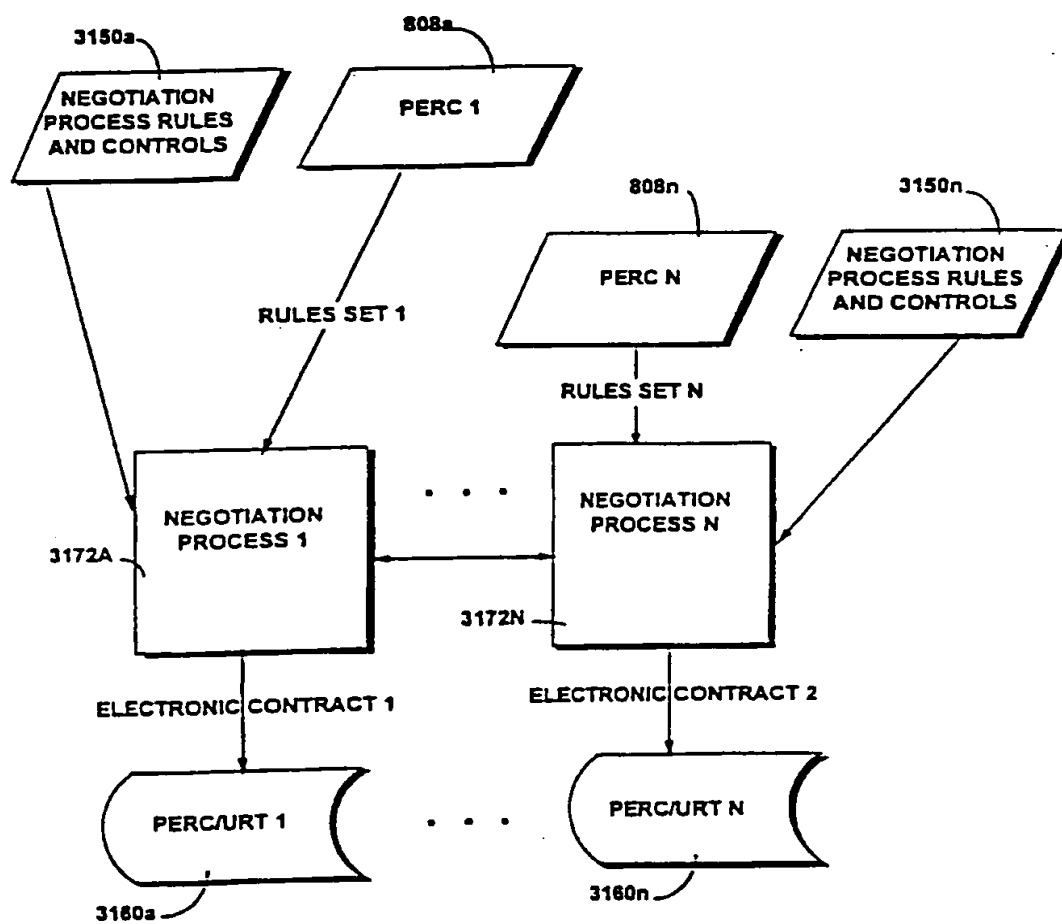 3150a
808a
NEGOTIATION
PROCESS RULES
AND CONTROLS
PERC 1
808n
3150n
PERC N
NEGOTIATION
PROCESS RULES
AND CONTROLS
RULES SET 1
RULES SET N
NEGOTIATION
PROCESS 1
. . .
NEGOTIATION
PROCESS N
3172A
3172N
ELECTRONIC CONTRACT 1
ELECTRONIC CONTRACT 2
PERC/URT 1
. . .
PERC/URT N
3160a
3160n